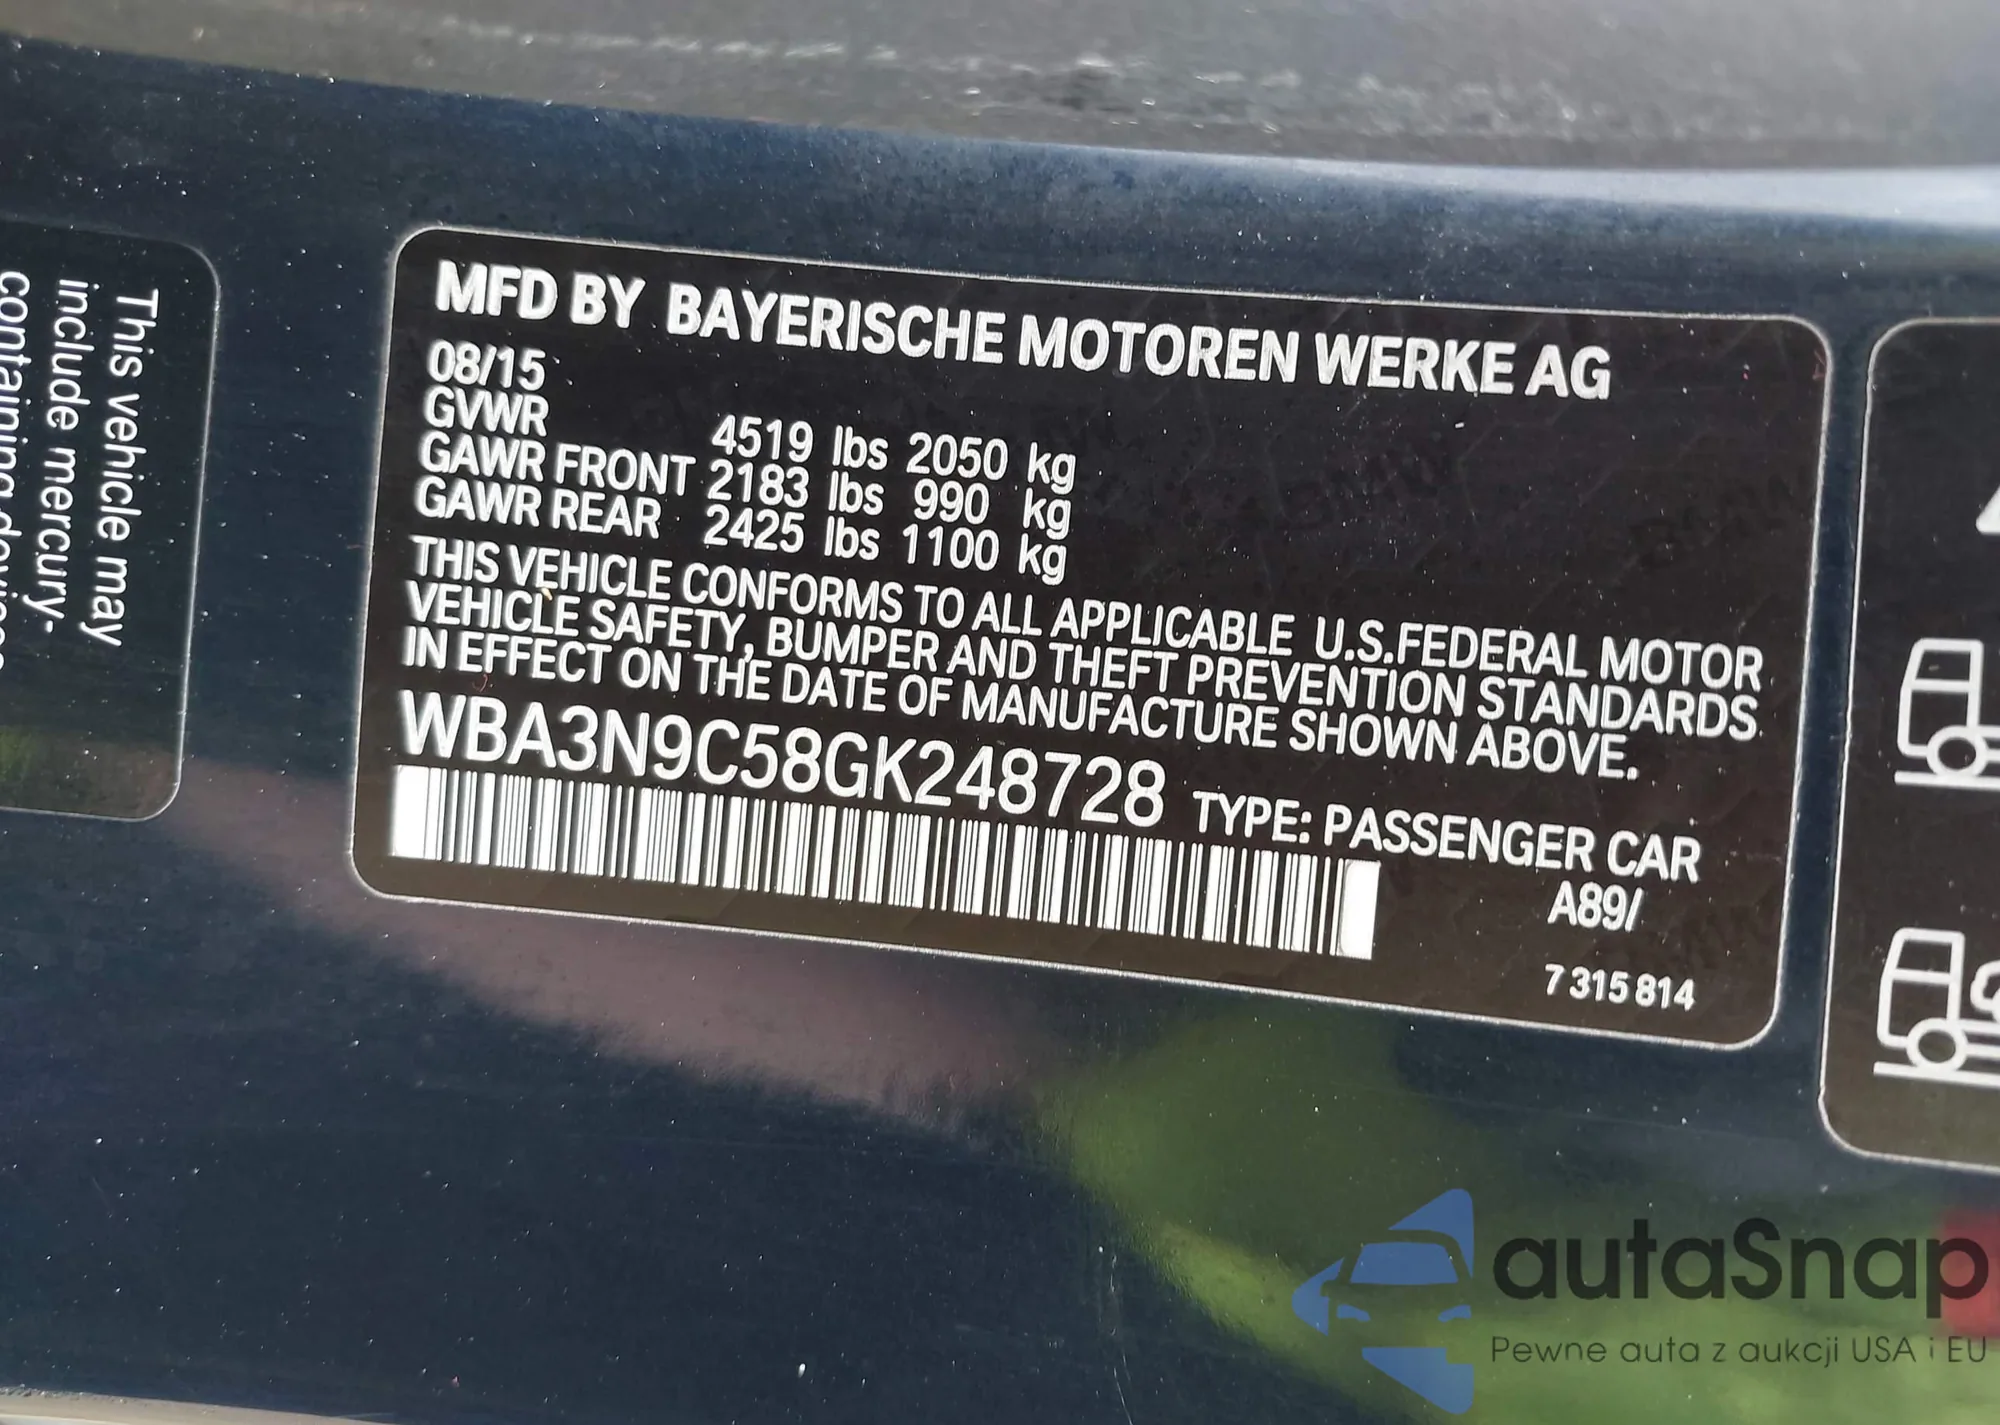 This vehicle may
include mercury-
containing devices
MFD BY BAYERISCHE MOTOREN WERKE AG
08/15
GVWR 4519 lbs 2050 kg
GAWR FRONT 2183 lbs 990 kg
GAWR REAR 2425 lbs 1100 kg
THIS VEHICLE CONFORMS TO ALL APPLICABLE U.S.FEDERAL MOTOR
VEHICLE SAFETY, BUMPER AND THEFT PREVENTION STANDARDS
IN EFFECT ON THE DATE OF MANUFACTURE SHOWN ABOVE.
WBA3N9C58GK248728 TYPE: PASSENGER CAR
A89/
7 315 814
autaSnap
Pewne auta z aukcji USA i EU